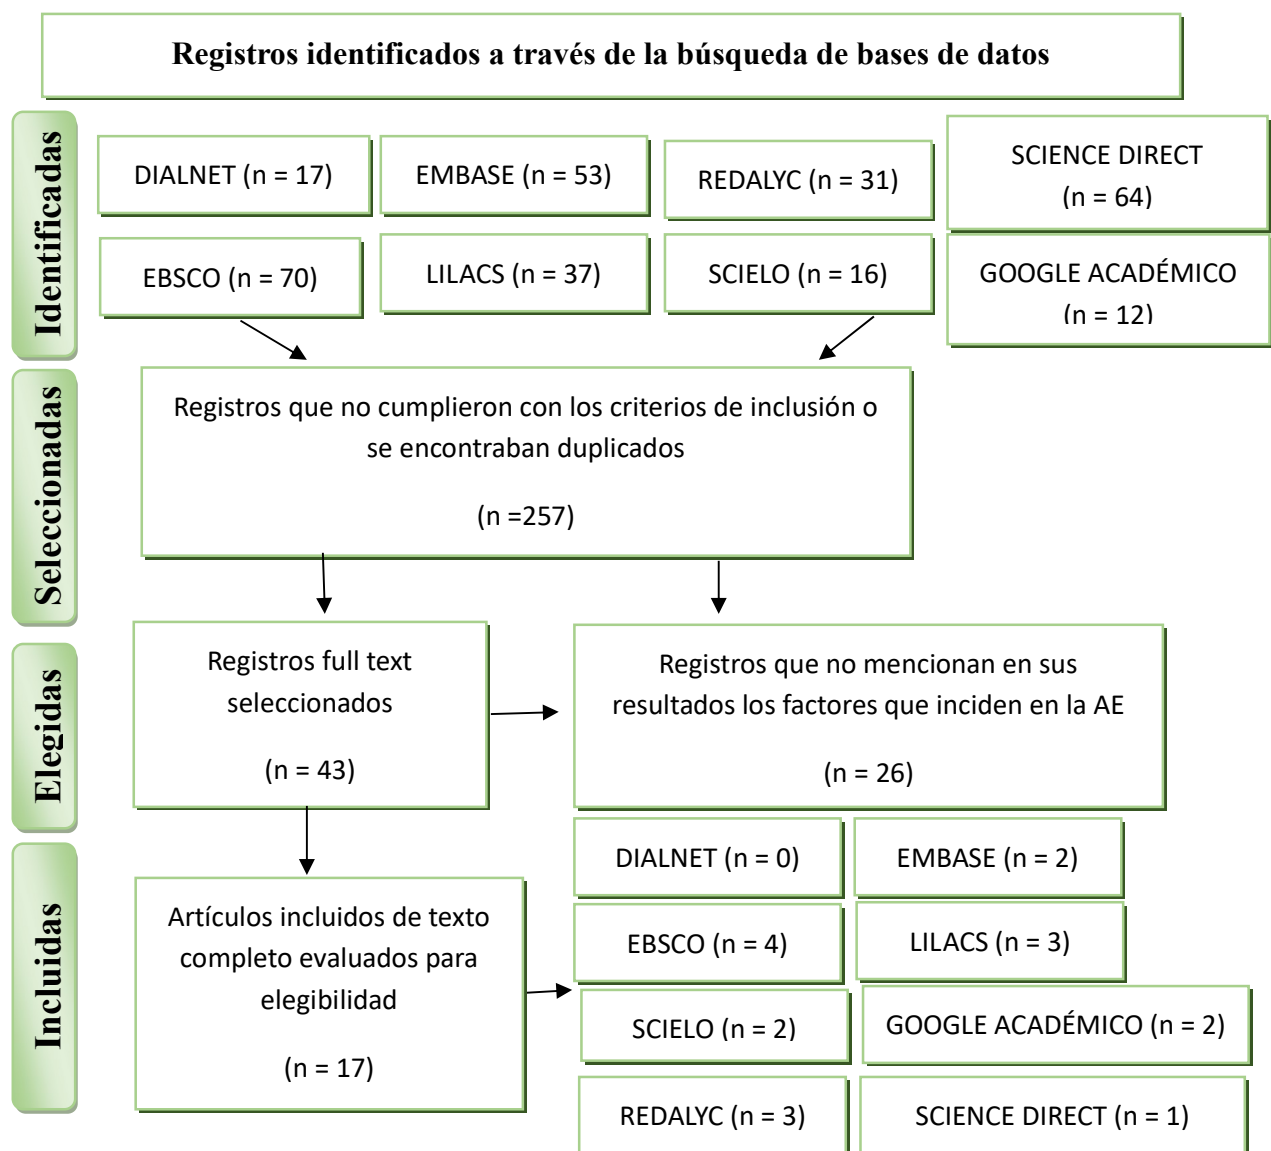 Registros identificados a través de la búsqueda de bases de datos
Identificadas
DIALNET (n = 17)
EMBASE (n = 53)
REDALYC (n = 31)
SCIENCE DIRECT
(n = 64)
EBSCO (n = 70)
LILACS (n = 37)
SCIELO (n = 16)
GOOGLE ACADÉMICO
(n = 12)
Seleccionadas
Registros que no cumplieron con los criterios de inclusión o
se encontraban duplicados
(n =257)
Elegidas
Registros full text
seleccionados
(n = 43)
Registros que no mencionan en sus
resultados los factores que inciden en la AE
(n = 26)
Incluidas
Artículos incluidos de texto
completo evaluados para
elegibilidad
(n = 17)
DIALNET (n = 0)
EMBASE (n = 2)
EBSCO (n = 4)
LILACS (n = 3)
SCIELO (n = 2)
GOOGLE ACADÉMICO (n = 2)
REDALYC (n = 3)
SCIENCE DIRECT (n = 1)